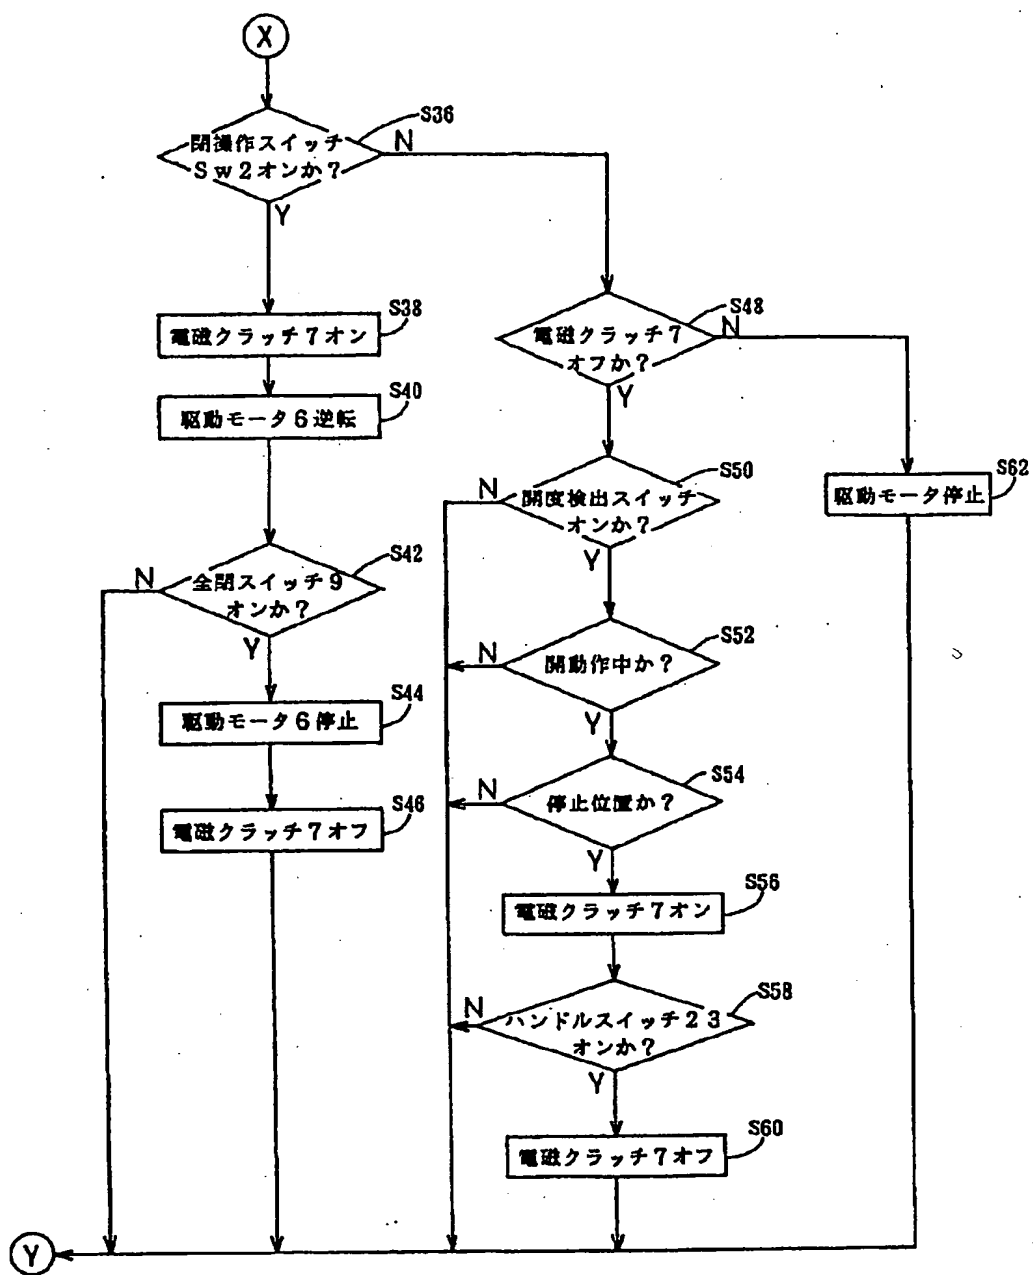 X
S36
閉操作スイッチ
Sw2オンか?
N
Y
S38
電磁クラッチ7オン
S40
駆動モータ6逆転
S42
全閉スイッチ9
オンか?
N
Y
S44
駆動モータ6停止
S46
電磁クラッチ7オフ
S48
電磁クラッチ7
オフか?
N
Y
S50
開度検出スイッチ
オンか?
N
Y
S52
開動作中か?
N
Y
S54
停止位置か?
N
Y
S56
電磁クラッチ7オン
S58
ハンドルスイッチ23
オンか?
N
Y
S60
電磁クラッチ7オフ
S62
駆動モータ停止
Y